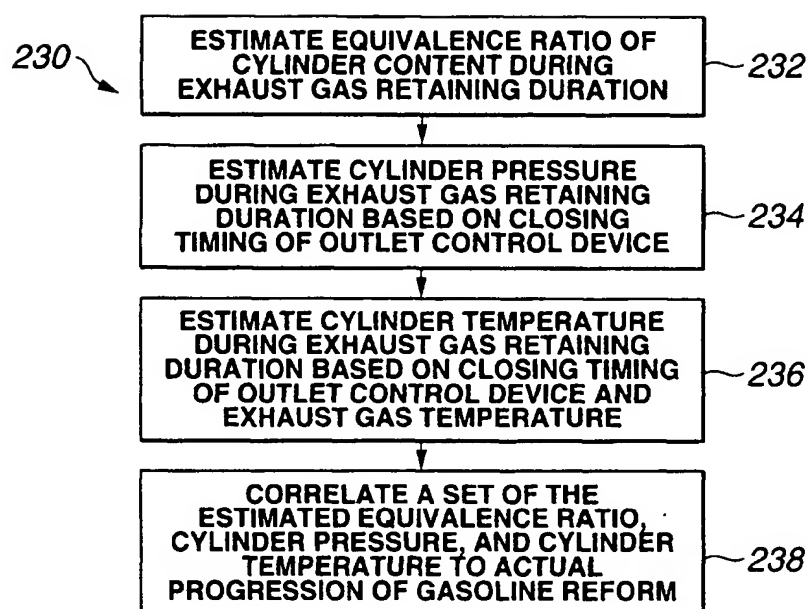 230
ESTIMATE EQUIVALENCE RATIO OF
CYLINDER CONTENT DURING
EXHAUST GAS RETAINING DURATION
232
ESTIMATE CYLINDER PRESSURE
DURING EXHAUST GAS RETAINING
DURATION BASED ON CLOSING
TIMING OF OUTLET CONTROL DEVICE
234
ESTIMATE CYLINDER TEMPERATURE
DURING EXHAUST GAS RETAINING
DURATION BASED ON CLOSING TIMING
OF OUTLET CONTROL DEVICE AND
EXHAUST GAS TEMPERATURE
236
CORRELATE A SET OF THE
ESTIMATED EQUIVALENCE RATIO,
CYLINDER PRESSURE, AND CYLINDER
TEMPERATURE TO ACTUAL
PROGRESSION OF GASOLINE REFORM
238